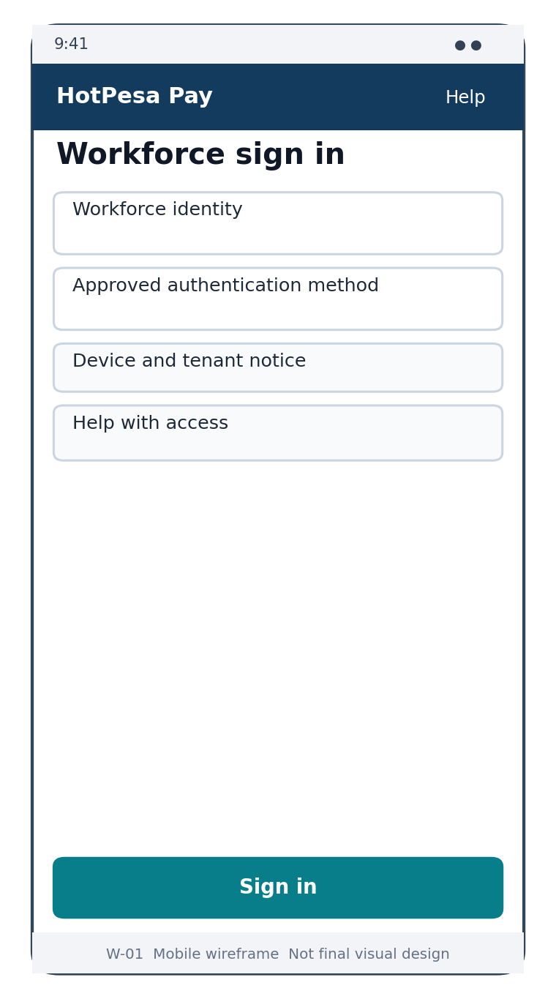 9:41
HotPesa Pay Help
Workforce sign in
Workforce identity
Approved authentication method
Device and tenant notice
Help with access
Sign in
W-01 Mobile wireframe Not final visual design